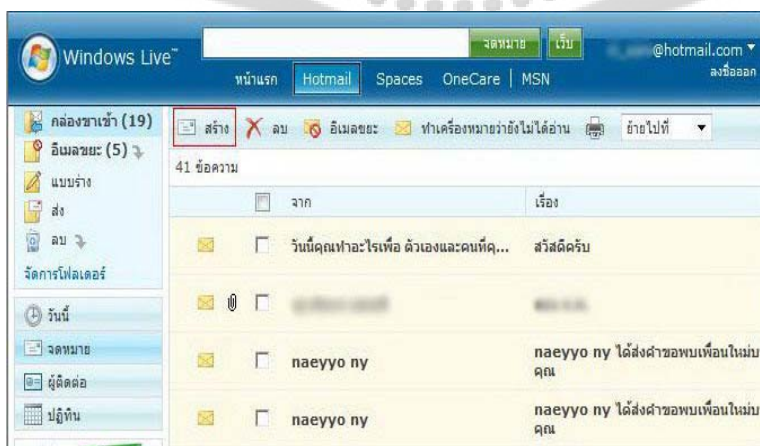 Windows Live™
จดหมาย เว็บ
@hotmail.com
หน้าแรก Hotmail Spaces OneCare | MSN
ลงชื่อออก
กล่องขาเข้า (19)
อีเมลขยะ (5)
แบบร่าง
ส่ง
ลบ
จัดการโฟลเดอร์
วันนี้
จดหมาย
ผู้ติดต่อ
ปฏิทิน
สร้าง ลบ อีเมลขยะ ทำเครื่องหมายว่ายังไม่ได้อ่าน ย้ายไปที่
41 ข้อความ
จาก เรื่อง
วันนี้คุณทำอะไรเพื่อ ตัวเองและคนที่คุ... สวัสดีครับ
naeyyo ny naeyyo ny ได้ส่งคำขอพบเพื่อนใหม่บ
คุณ
naeyyo ny naeyyo ny ได้ส่งคำขอพบเพื่อนใหม่บ
คุณ